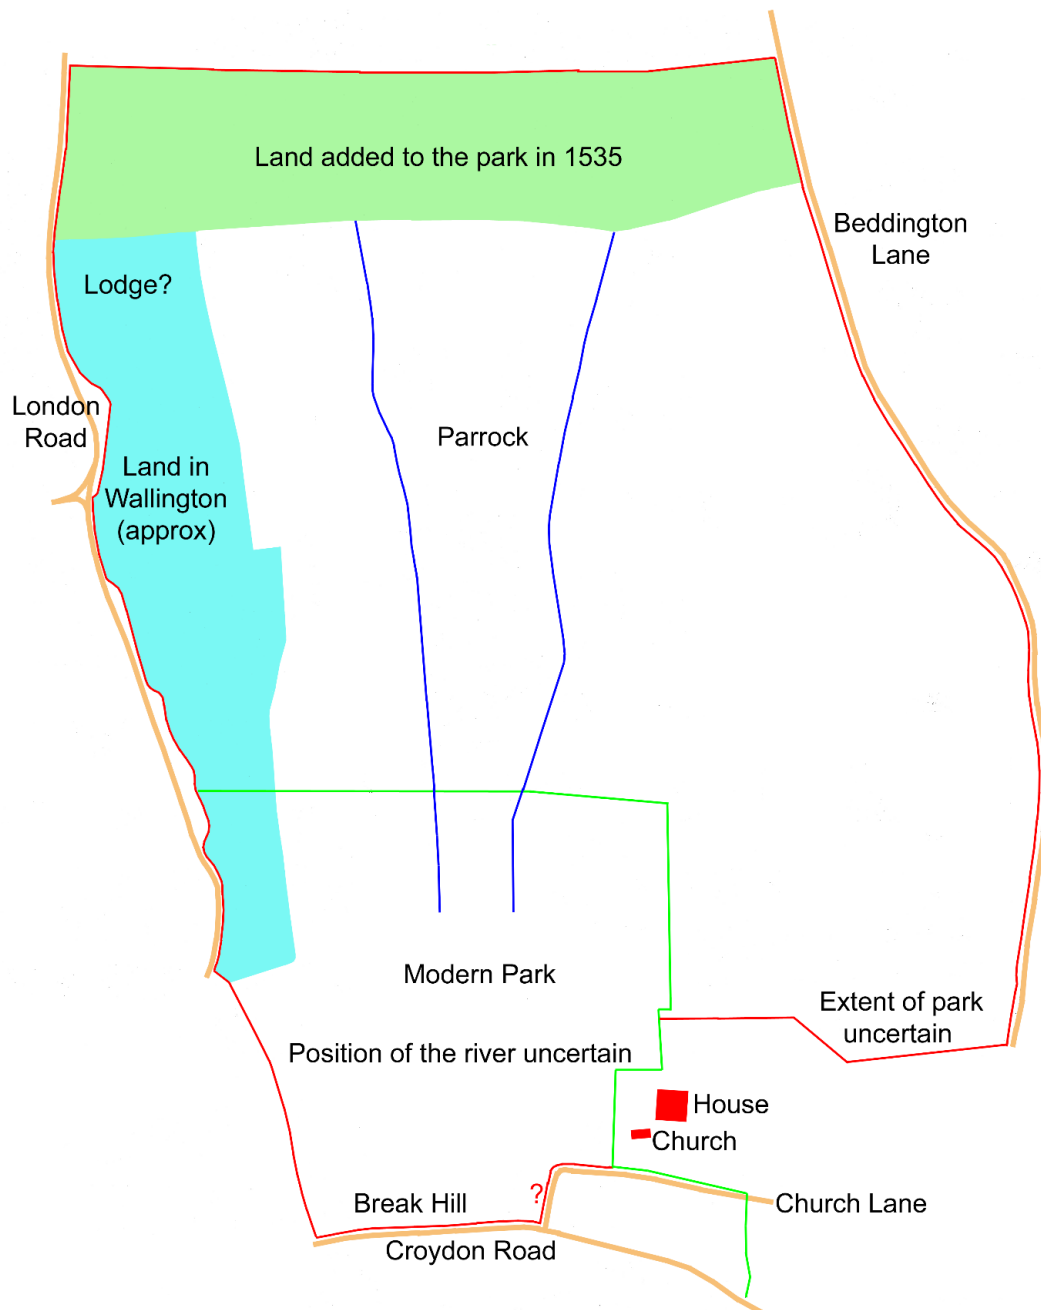 Land added to the park in 1535
Beddington
Lane
Lodge?
London
Road
Parrock
Land in
Wallington
(approx)
Modern Park
Extent of park
uncertain
Position of the river uncertain
House
Church
?
Break Hill
Church Lane
Croydon Road